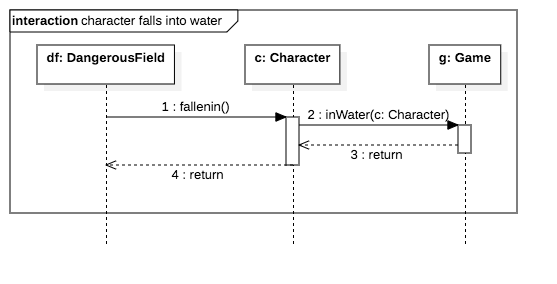 interaction character falls into water
df: DangerousField
c: Character
g: Game
1 : fallenin()
2 : inWater(c: Character)
3 : return
4 : return